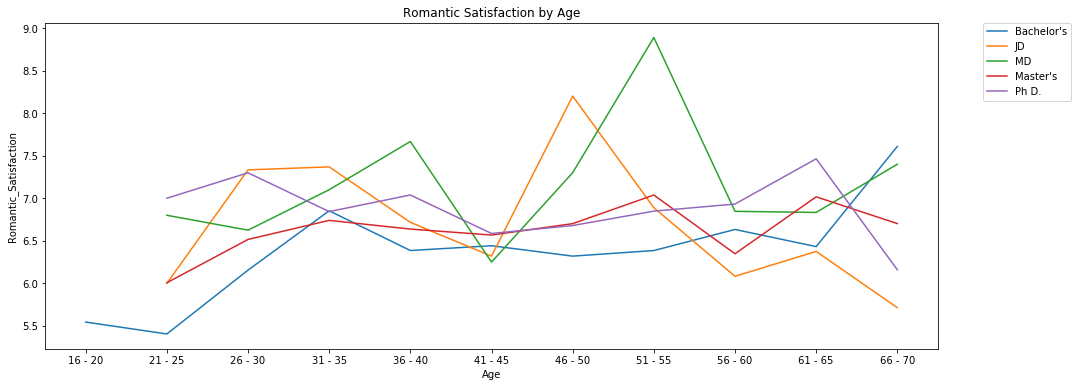 Romantic Satisfaction by Age
Bachelor's
JD
MD
Master's
Ph D.
Romantic_Satisfaction
9.0
8.5
8.0
7.5
7.0
6.5
6.0
5.5
16 - 20
21 - 25
26 - 30
31 - 35
36 - 40
41 - 45
46 - 50
51 - 55
56 - 60
61 - 65
66 - 70
Age